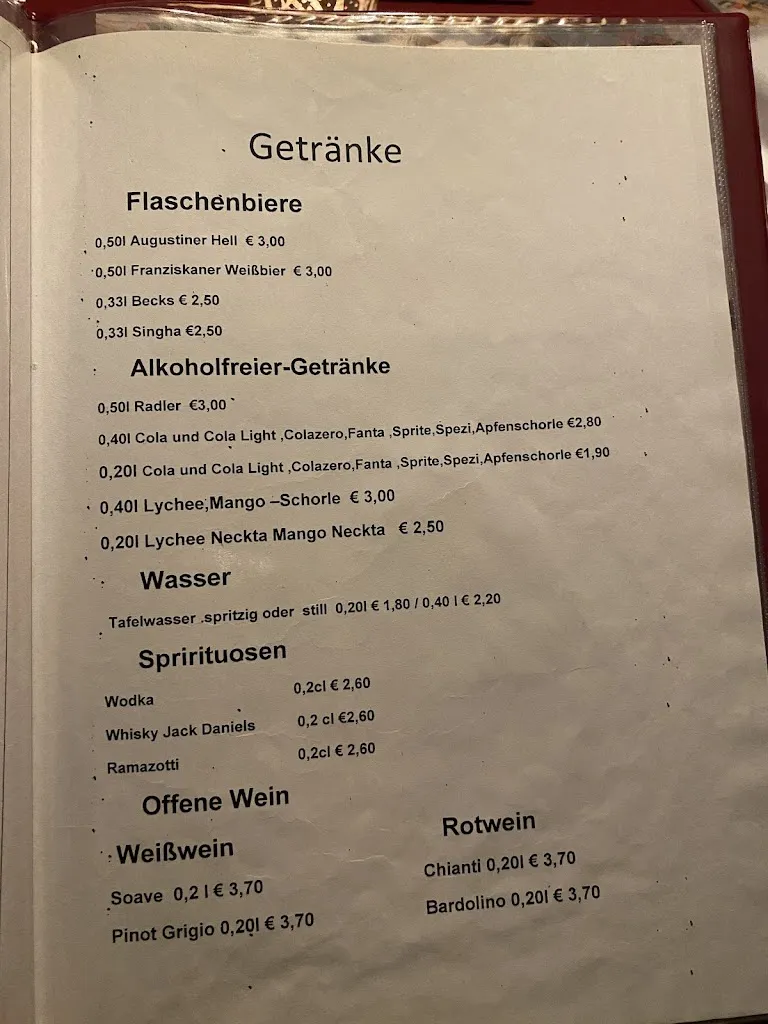 Getränke
Flaschenbiere
0,50l Augustiner Hell € 3,00
0,50l Franziskaner Weißbier € 3,00
0,33l Becks € 2,50
0,33l Singha €2,50
Alkoholfreier-Getränke
0,50l Radler €3,00
0,40l Cola und Cola Light ,Colazero,Fanta ,Sprite,Spezi,Apfenschorle €2,80
0,20l Cola und Cola Light ,Colazero,Fanta ,Sprite,Spezi,Apfenschorle €1,90
0,40l Lychee,Mango –Schorle € 3,00
0,20l Lychee Neckta Mango Neckta € 2,50
Wasser
Tafelwasser .spritzig oder still 0,20l € 1,80 / 0,40 l € 2,20
Sprirituosen
Wodka 0,2cl € 2,60
Whisky Jack Daniels 0,2 cl €2,60
Ramazotti 0,2cl € 2,60
Offene Wein
Weißwein
Soave 0,2 l € 3,70
Pinot Grigio 0,20l € 3,70
Rotwein
Chianti 0,20l € 3,70
Bardolino 0,20l € 3,70